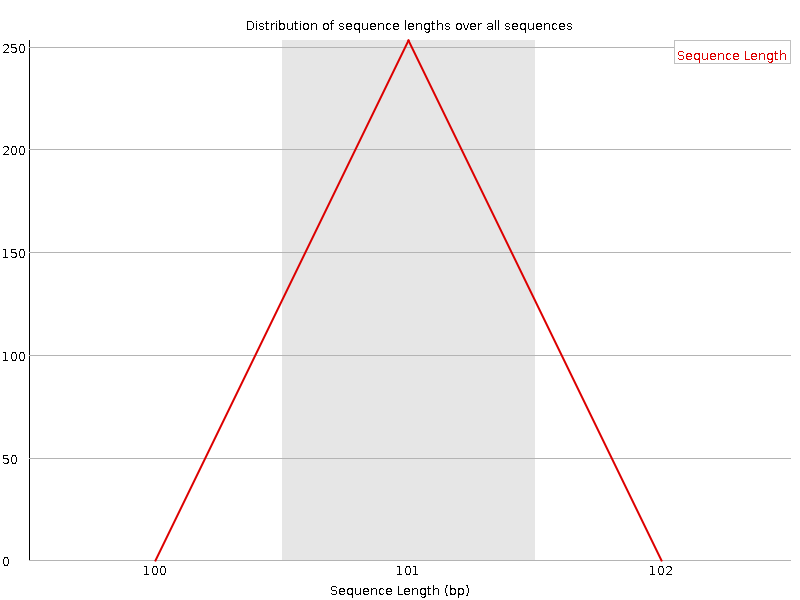 Distribution of sequence lengths over all sequences
Sequence Length
250
200
150
100
50
0
100 101 102
Sequence Length (bp)